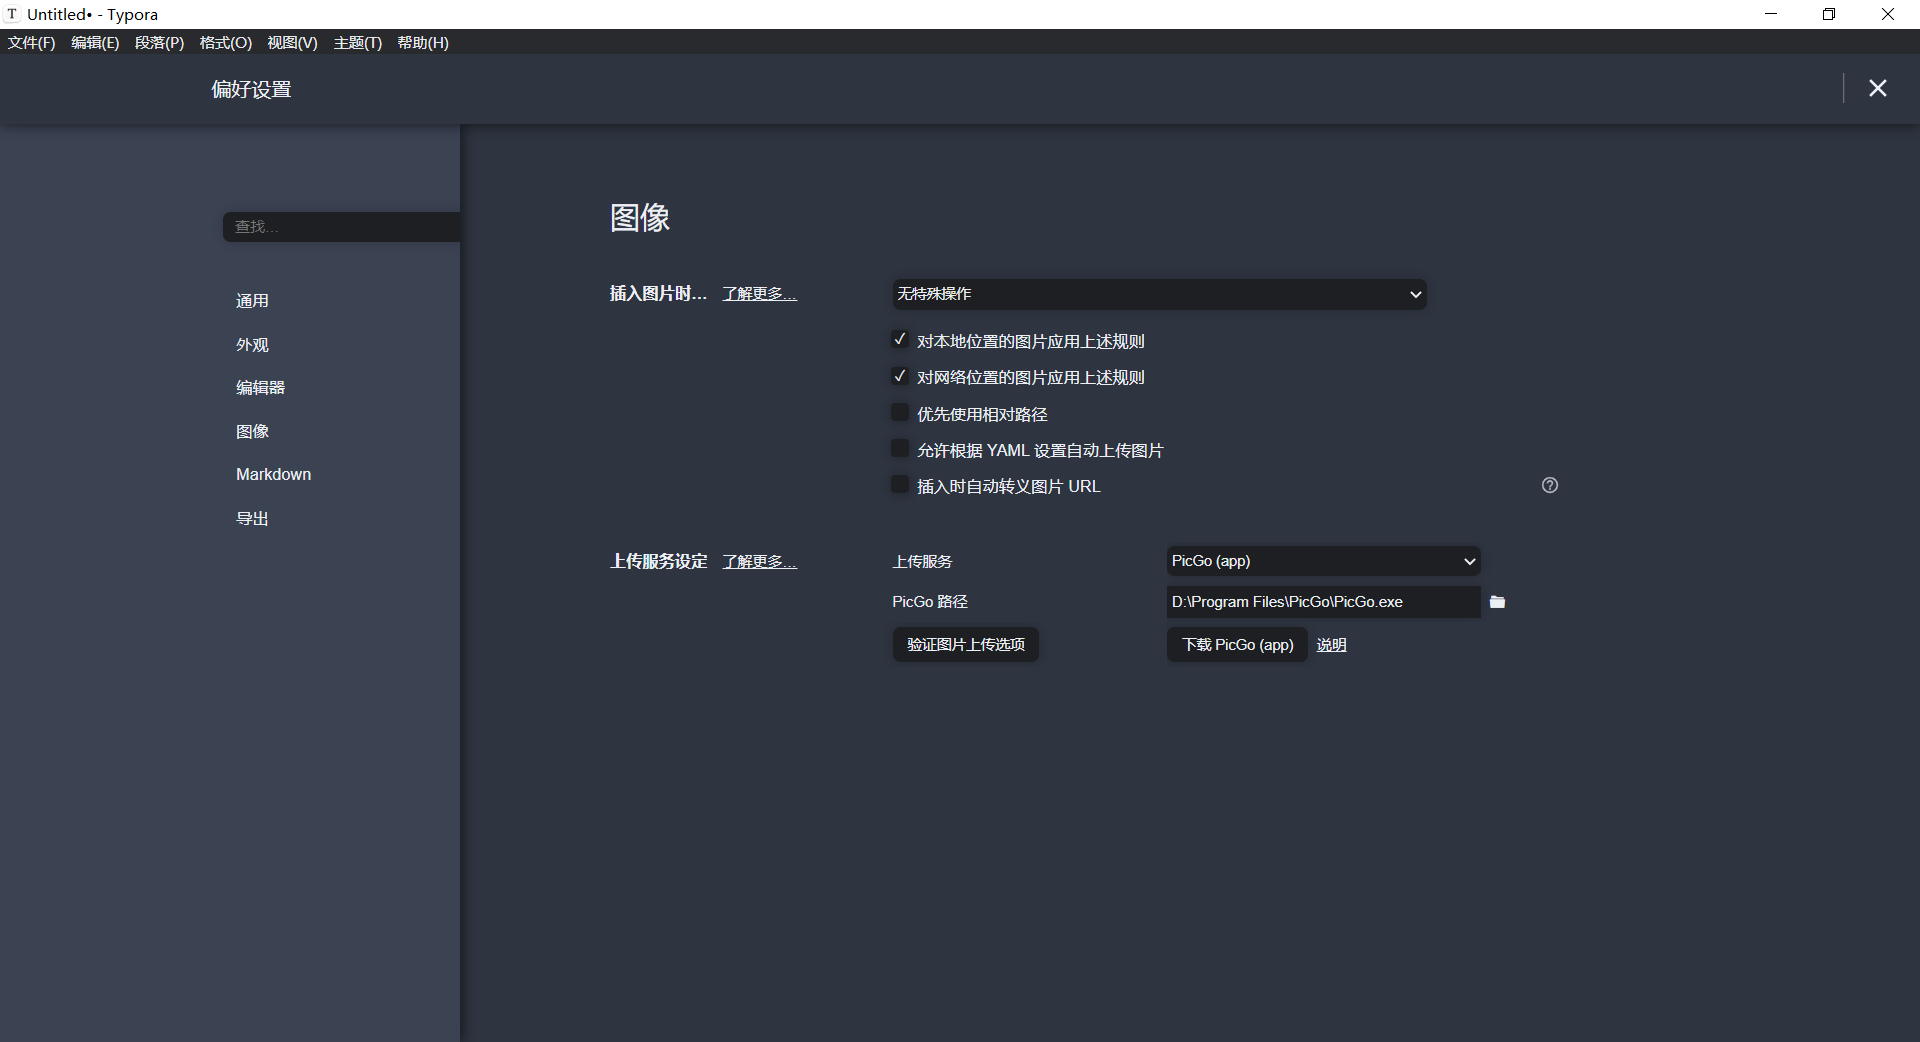 Untitled• - Typora
文件(F) 编辑(E) 段落(P) 格式(O) 视图(V) 主题(T) 帮助(H)
偏好设置
查找...
通用
外观
编辑器
图像
Markdown
导出
图像
插入图片时... 了解更多...
无特殊操作
对本地位置的图片应用上述规则
对网络位置的图片应用上述规则
优先使用相对路径
允许根据 YAML 设置自动上传图片
插入时自动转义图片 URL
上传服务设定 了解更多...
上传服务 PicGo (app)
PicGo 路径 D:\Program Files\PicGo\PicGo.exe
验证图片上传选项 下载 PicGo (app) 说明